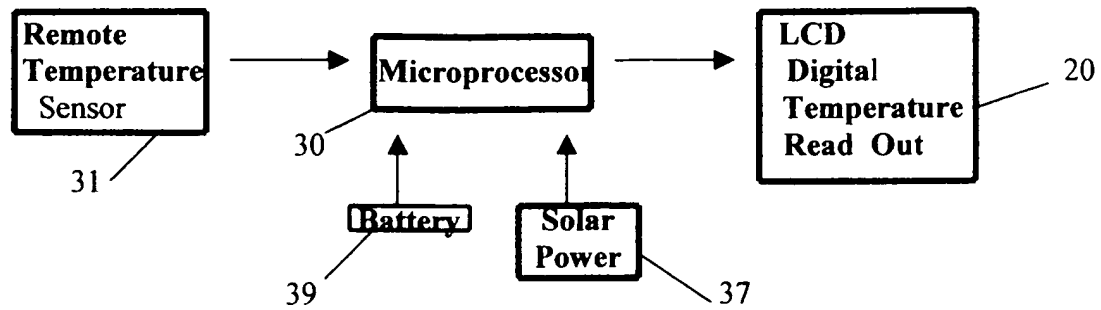 Remote
Temperature
Sensor
31
Microprocessor
30
LCD
Digital
Temperature
Read Out
20
Battery
39
Solar
Power
37